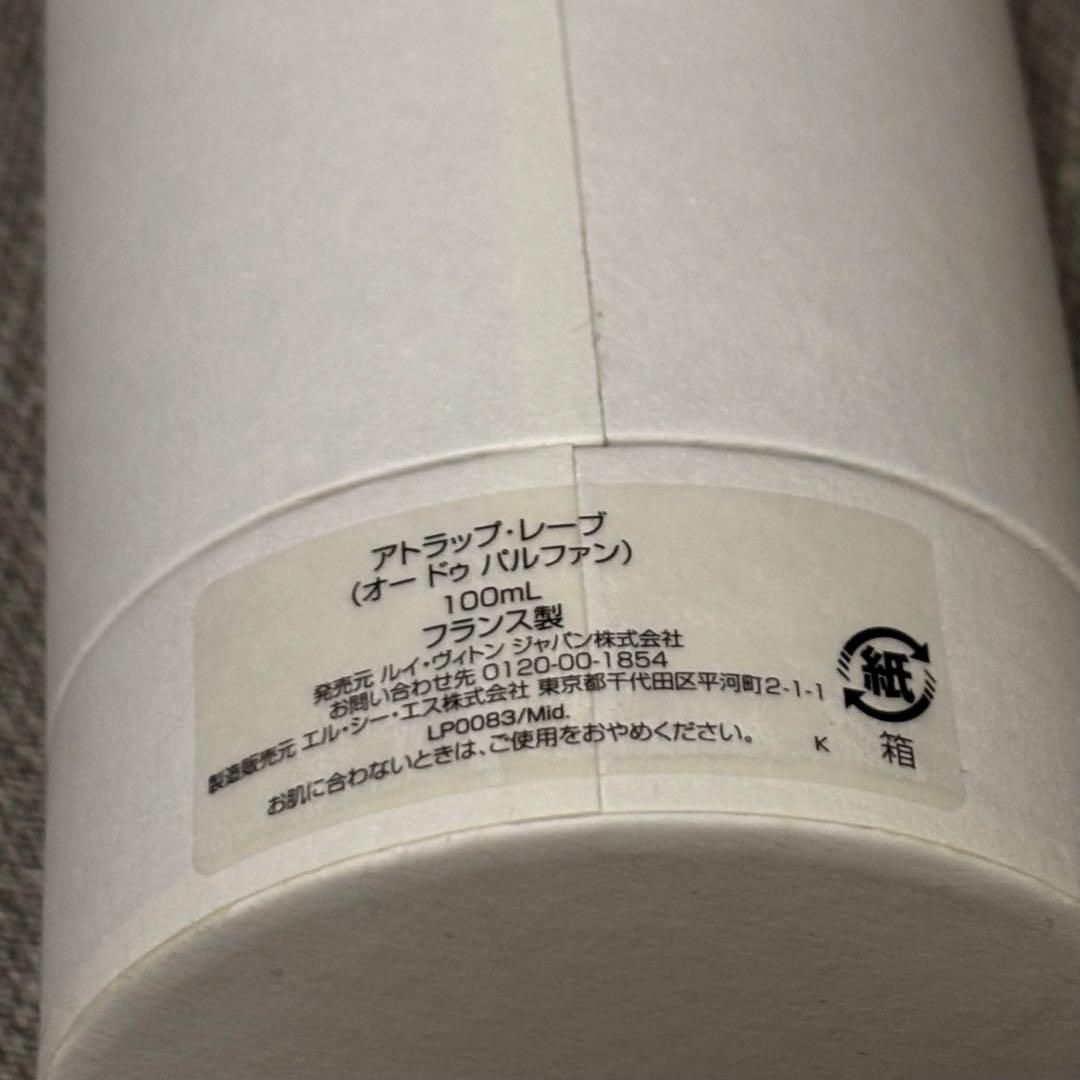 アトラップ・レーブ
（オー ドゥ パルファン）
100mL
フランス製
発売元 ルイ・ヴィトン ジャパン株式会社
お問い合わせ先 0120-00-1854
製造販売元 エル・シー・エス株式会社 東京都千代田区平河町2-1-1
LP0083/Mid.
お肌に合わないときは、ご使用をおやめください。
K
紙
箱